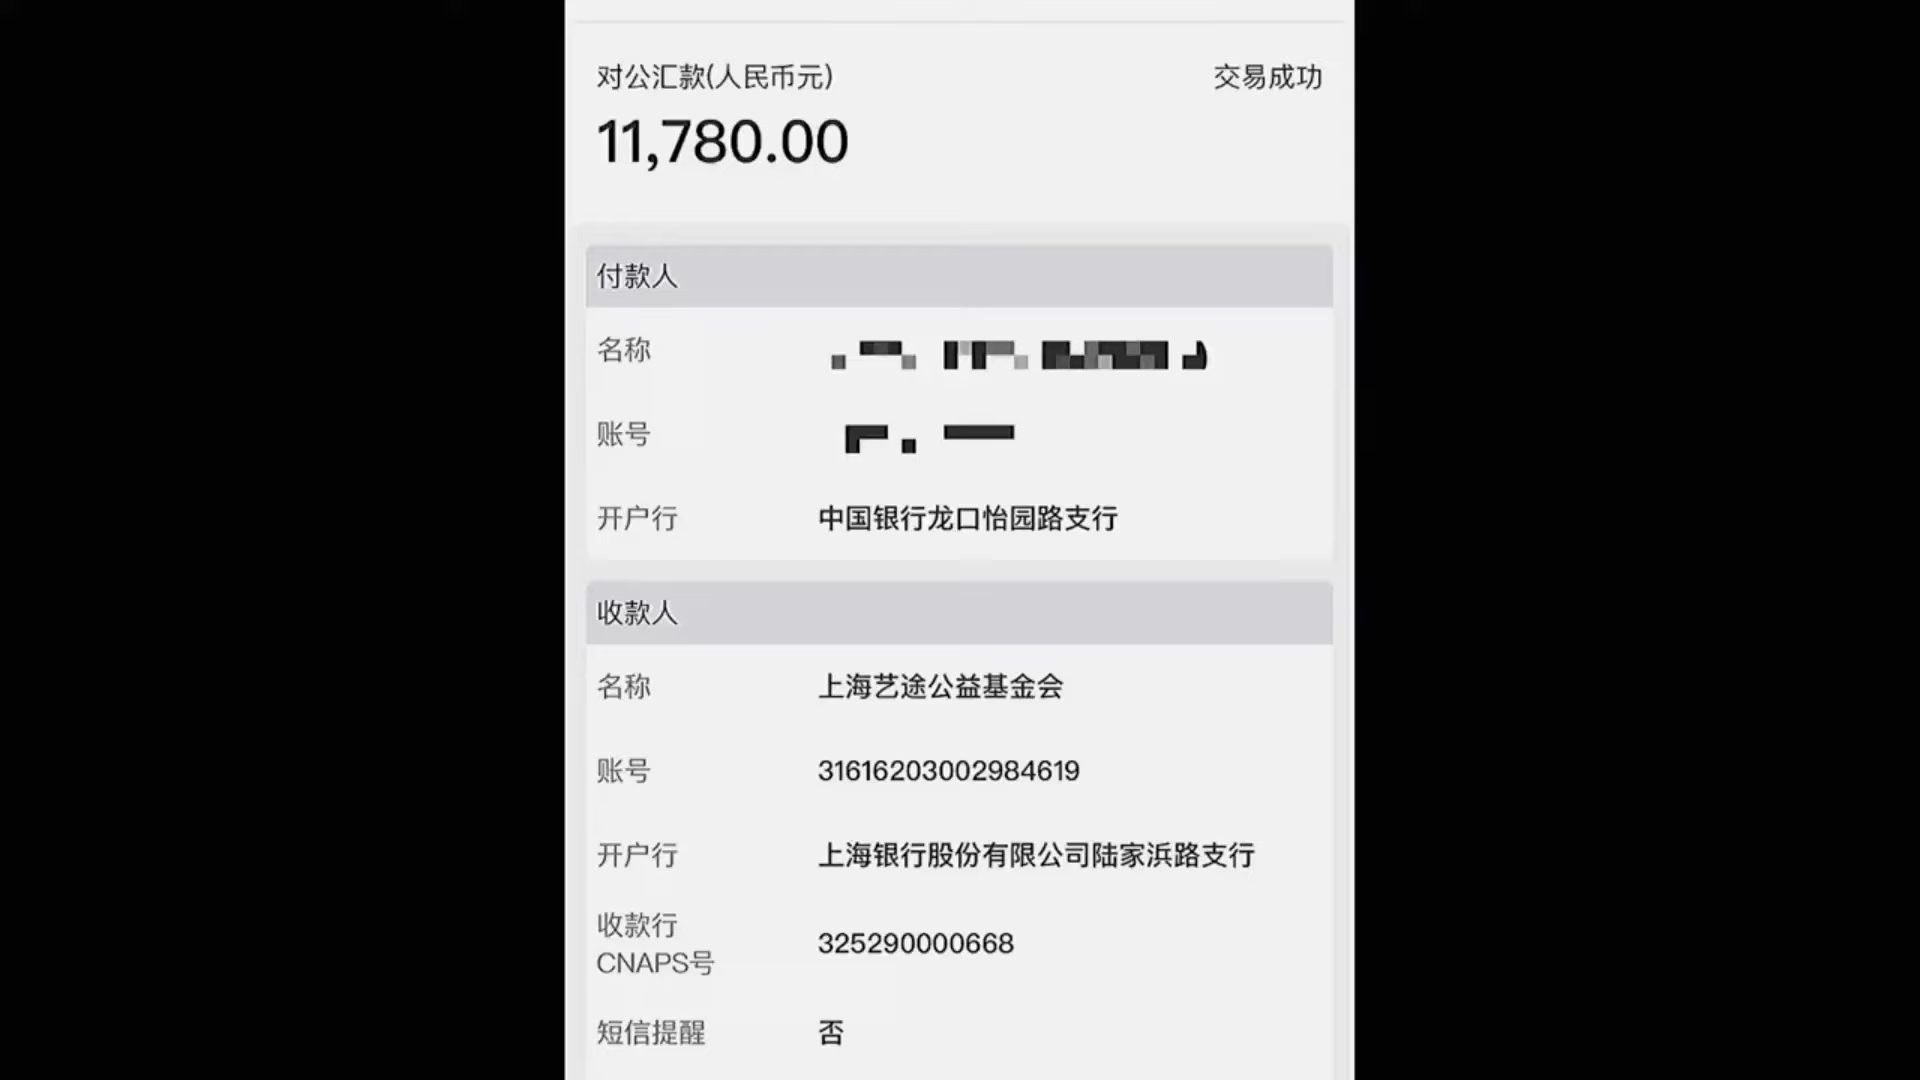 对公汇款(人民币元) 交易成功
11,780.00
付款人
名称
账号
开户行 中国银行龙口怡园路支行
收款人
名称 上海艺途公益基金会
账号 31616203002984619
开户行 上海银行股份有限公司陆家浜路支行
收款行
CNAPS号 325290000668
短信提醒 否